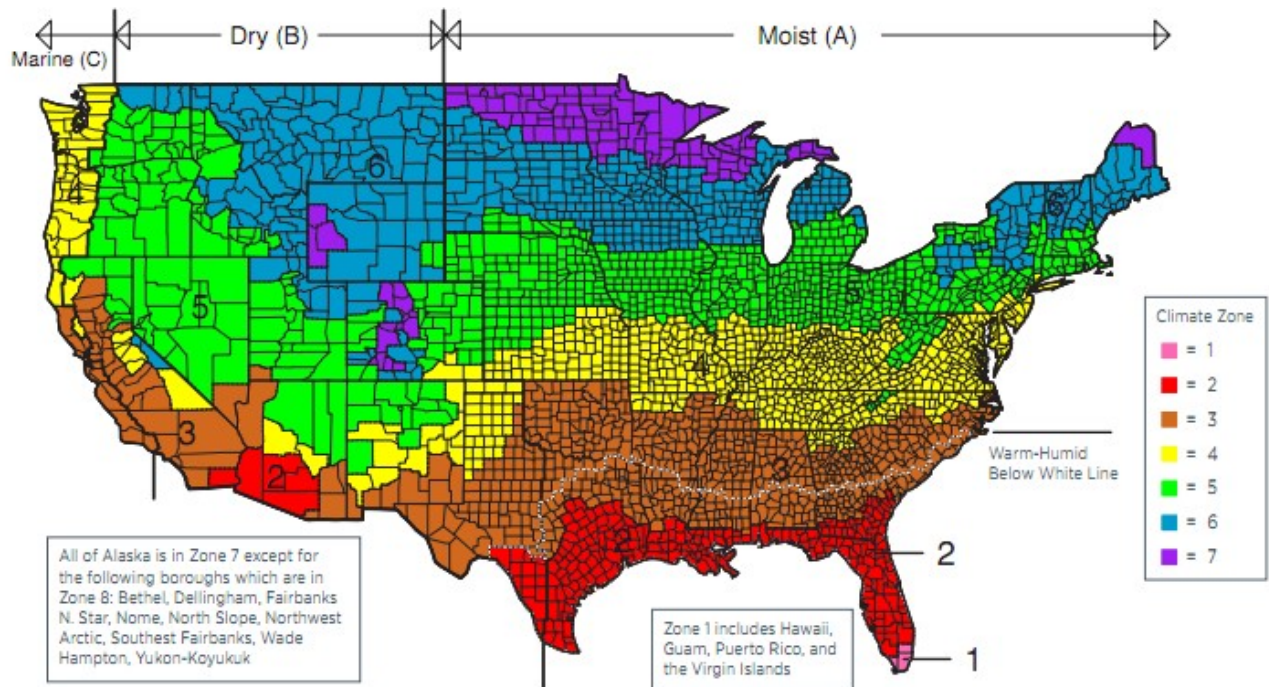 Marine (C)
Dry (B)
Moist (A)
6
6
4
5
5
4
3
3
2
2
Warm-Humid
Below White Line
2
1
Climate Zone
= 1
= 2
= 3
= 4
= 5
= 6
= 7
All of Alaska is in Zone 7 except for
the following boroughs which are in
Zone 8: Bethel, Dellingham, Fairbanks
N. Star, Nome, North Slope, Northwest
Arctic, Southest Fairbanks, Wade
Hampton, Yukon-Koyukuk
Zone 1 includes Hawaii,
Guam, Puerto Rico, and
the Virgin Islands